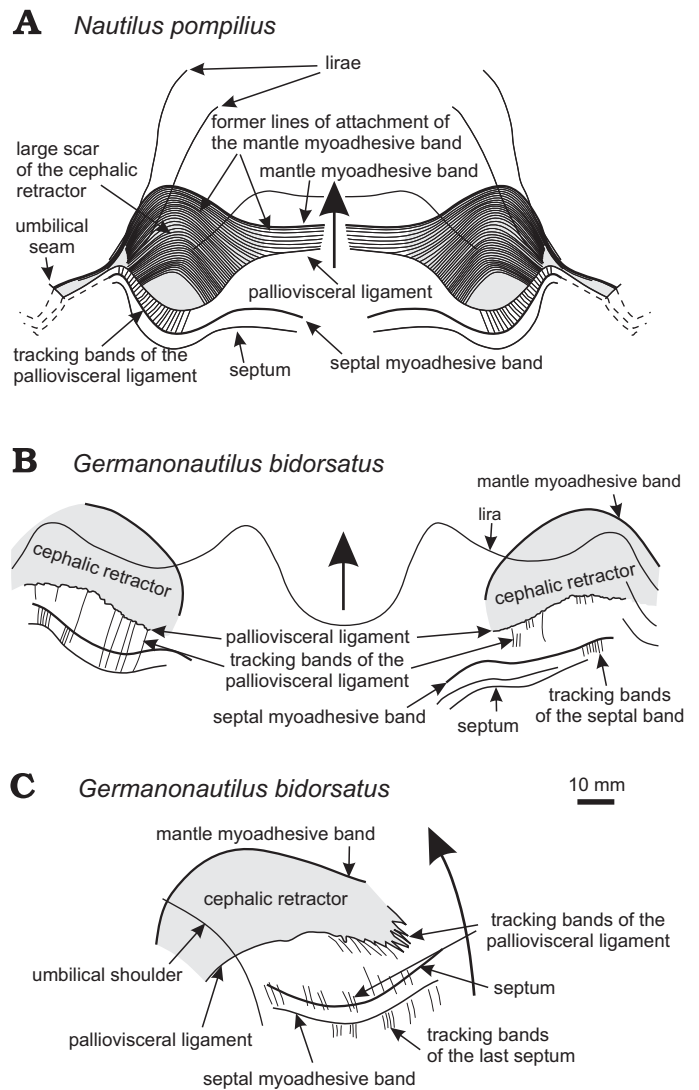 A Nautilus pompilius
lirae
former lines of attachment of
the mantle myoadhesive band
large scar
of the cephalic
retractor
mantle myoadhesive band
umbilical
seam
palliovisceral ligament
tracking bands of the
palliovisceral ligament
septum
septal myoadhesive band
B Germanonautilus bidorsatus
mantle myoadhesive band
lira
cephalic retractor
cephalic retractor
palliovisceral ligament
tracking bands of the
palliovisceral ligament
septal myoadhesive band
septum
tracking bands
of the septal band
C Germanonautilus bidorsatus
10 mm
mantle myoadhesive band
cephalic retractor
tracking bands of the
palliovisceral ligament
umbilical shoulder
septum
palliovisceral ligament
tracking bands
of the last septum
septal myoadhesive band